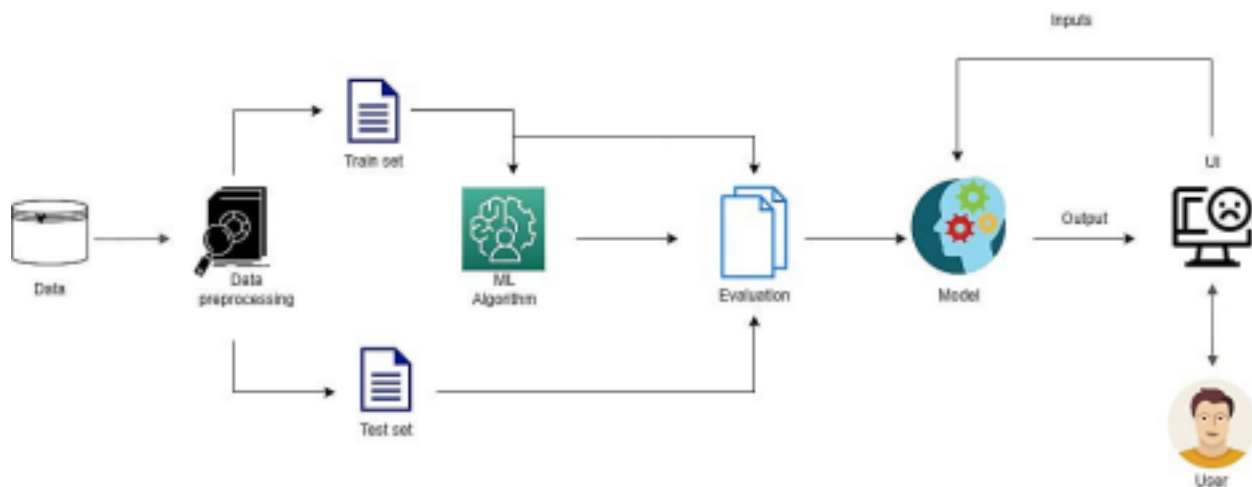 Inputs
Train set
UI
Data
Data
preprocessing
ML
Algorithm
Evaluation
Model
Output
Test set
User